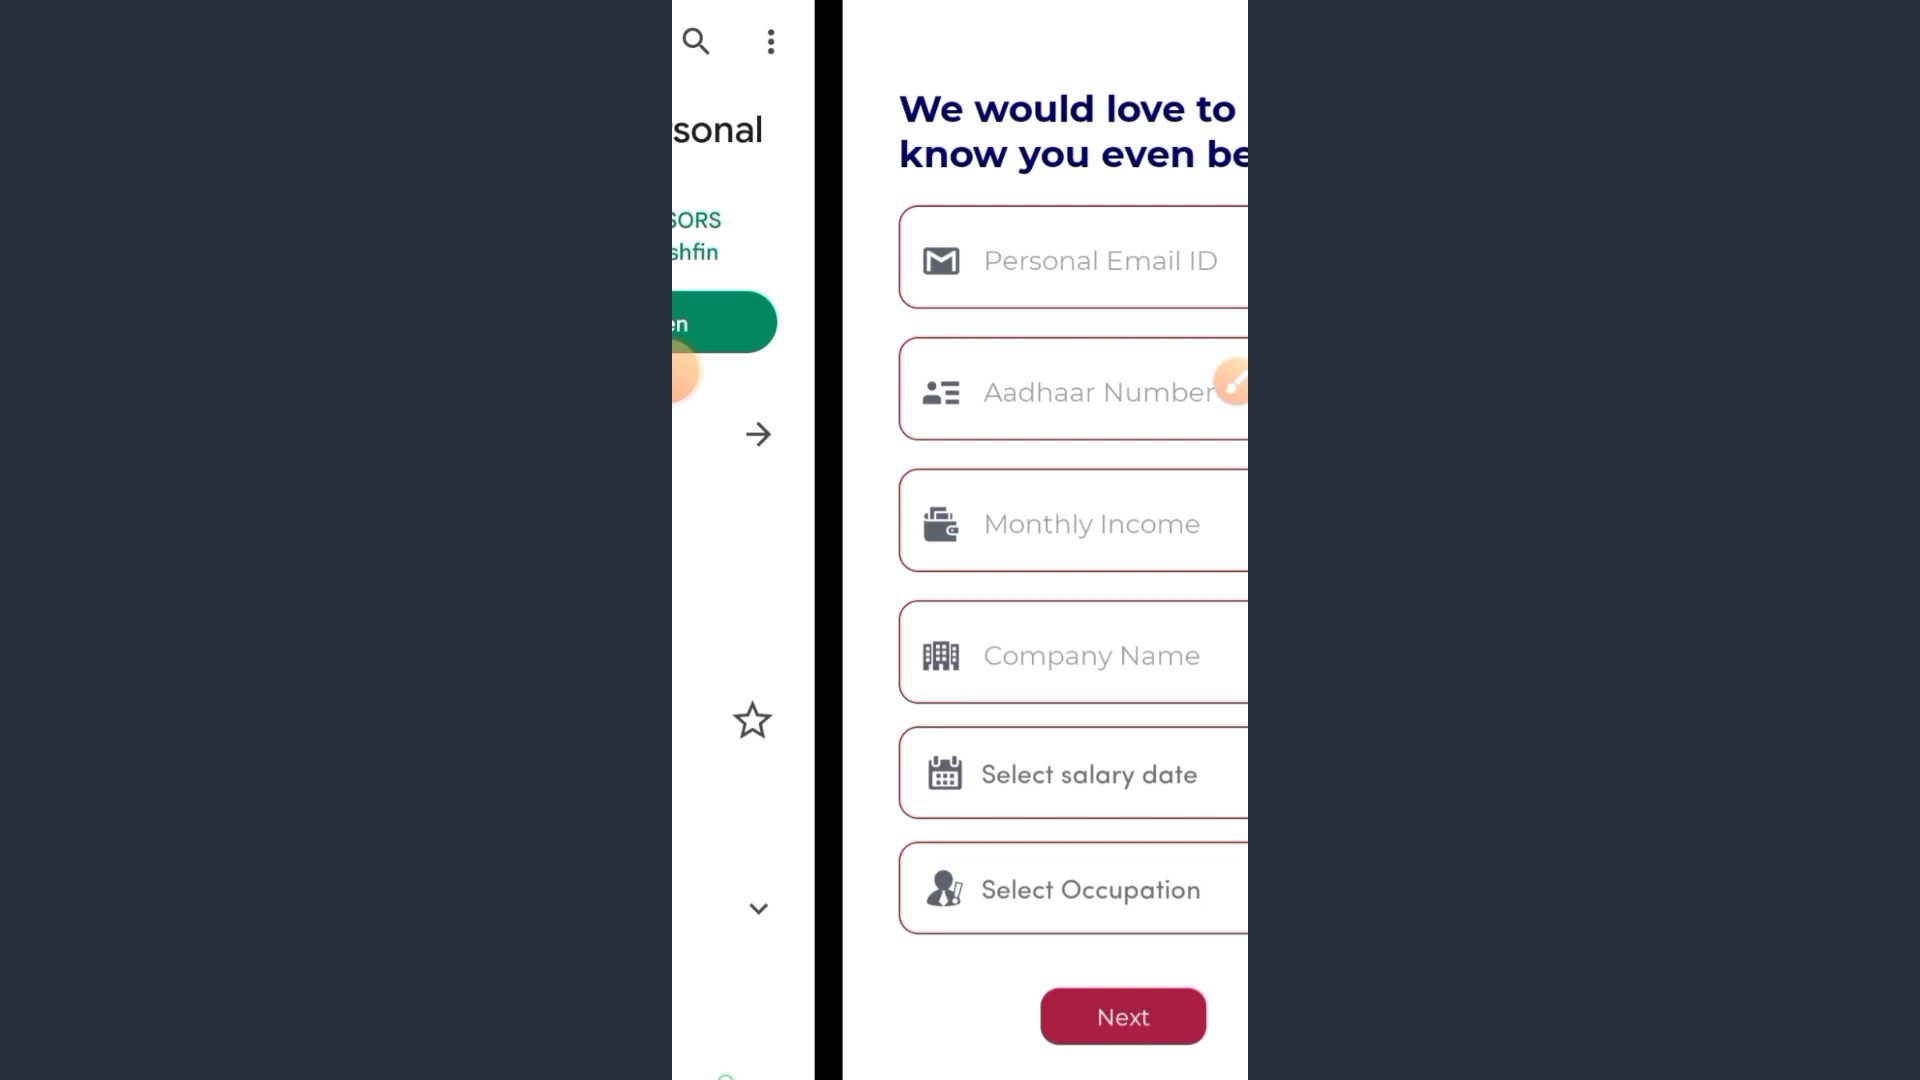 sonal
SORS
shfin
en
We would love to
know you even be
Personal Email ID
Aadhaar Number
Monthly Income
Company Name
Select salary date
Select Occupation
Next